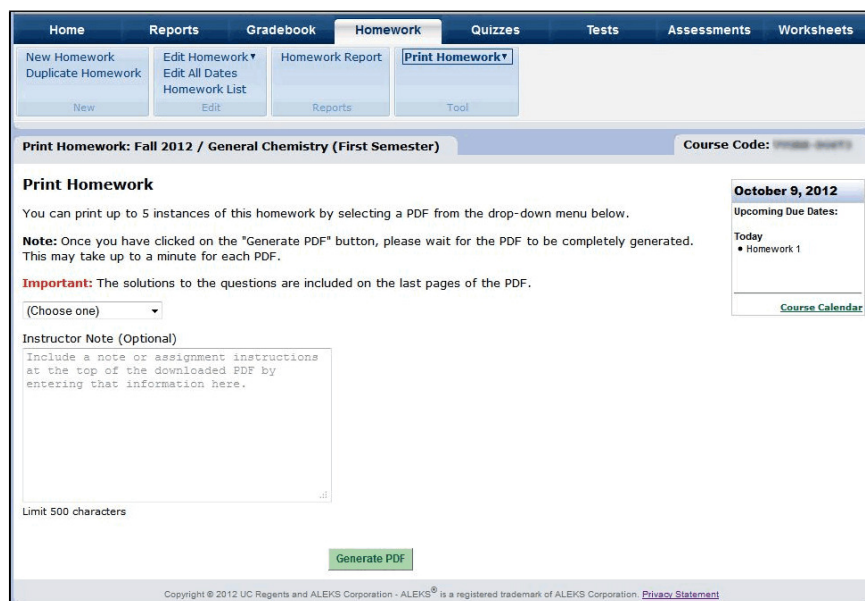 Home Reports Gradebook Homework Quizzes Tests Assessments Worksheets
New Homework
Duplicate Homework
New
Edit Homework▾
Edit All Dates
Homework List
Edit
Homework Report
Reports
Print Homework▾
Tool
Print Homework: Fall 2012 / General Chemistry (First Semester)
Course Code:
Print Homework
You can print up to 5 instances of this homework by selecting a PDF from the drop-down menu below.
Note: Once you have clicked on the "Generate PDF" button, please wait for the PDF to be completely generated.
This may take up to a minute for each PDF.
Important: The solutions to the questions are included on the last pages of the PDF.
(Choose one)
Instructor Note (Optional)
Include a note or assignment instructions
at the top of the downloaded PDF by
entering that information here.
Limit 500 characters
Generate PDF
October 9, 2012
Upcoming Due Dates:
Today
• Homework 1
Course Calendar
Copyright © 2012 UC Regents and ALEKS Corporation - ALEKS® is a registered trademark of ALEKS Corporation. Privacy Statement